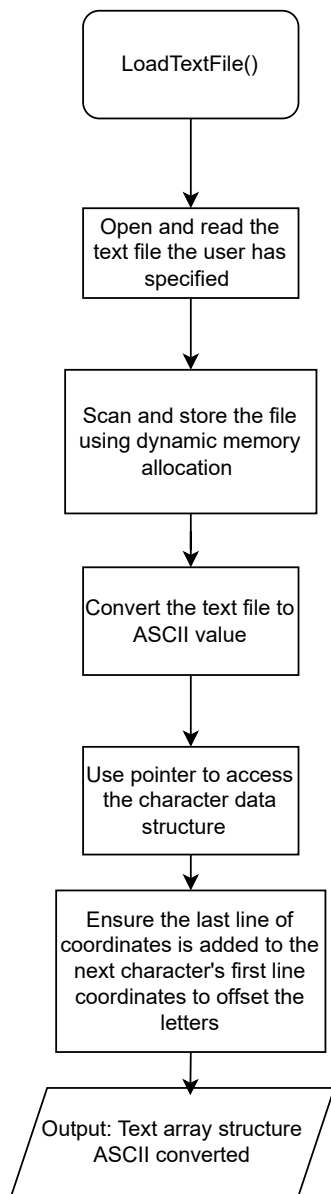 LoadTextFile()
Open and read the
text file the user has
specified
Scan and store the file
using dynamic memory
allocation
Convert the text file to
ASCII value
Use pointer to access
the character data
structure
Ensure the last line of
coordinates is added to the
next character's first line
coordinates to offset the
letters
Output: Text array structure
ASCII converted